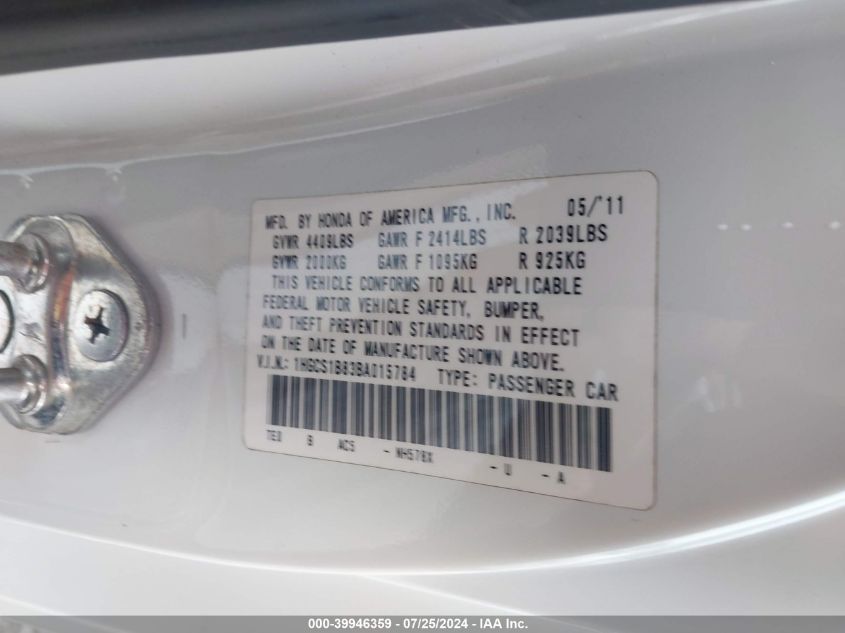 MFD. BY HONDA OF AMERICA MFG., INC. 05/'11
GVWR 4409LBS GAWR F 2414LBS R 2039LBS
GVWR 2000KG GAWR F 1095KG R 925KG
THIS VEHICLE CONFORMS TO ALL APPLICABLE
FEDERAL MOTOR VEHICLE SAFETY, BUMPER,
AND THEFT PREVENTION STANDARDS IN EFFECT
ON THE DATE OF MANUFACTURE SHOWN ABOVE.
V.I.N.: 1HGCS1B83BA015784 TYPE: PASSENGER CAR
TE0 B AC5 - NH578X - U - A
000-39946359 - 07/25/2024 - IAA Inc.